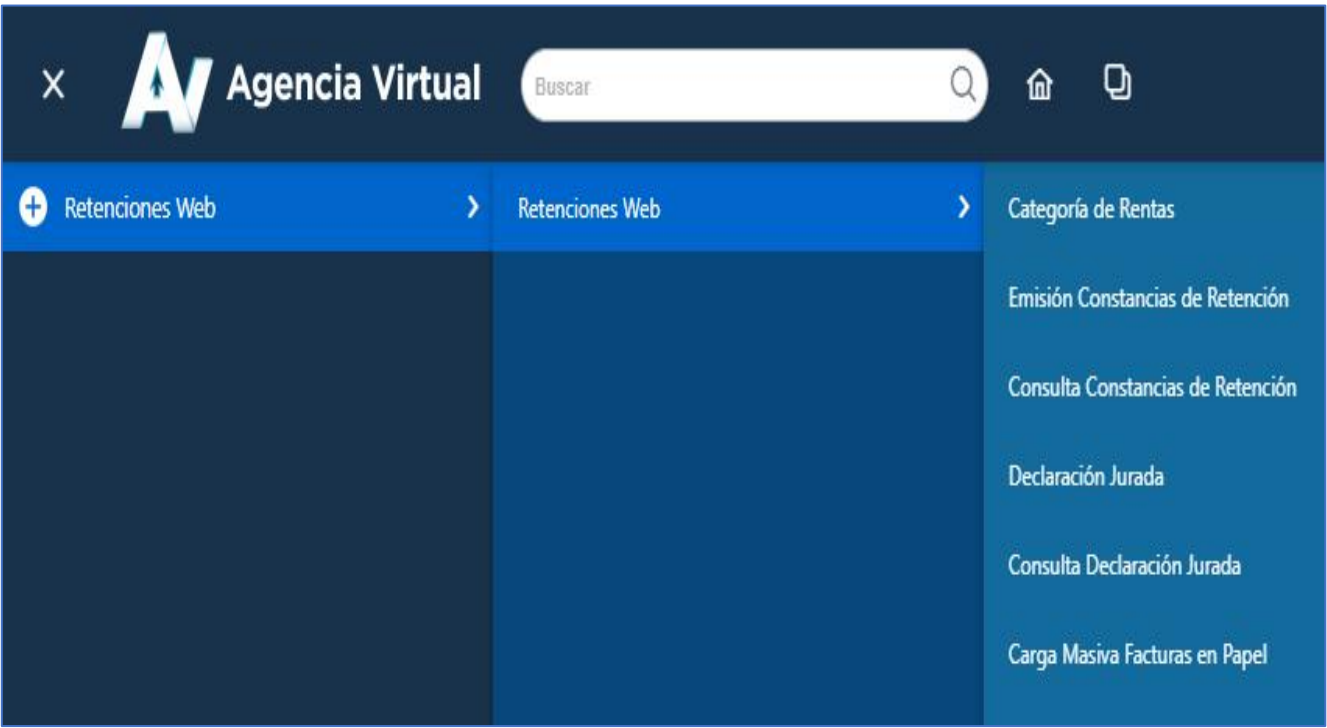 AV Agencia Virtual
Buscar
Retenciones Web
Retenciones Web
Categoría de Rentas
Emisión Constancias de Retención
Consulta Constancias de Retención
Declaración Jurada
Consulta Declaración Jurada
Carga Masiva Facturas en Papel